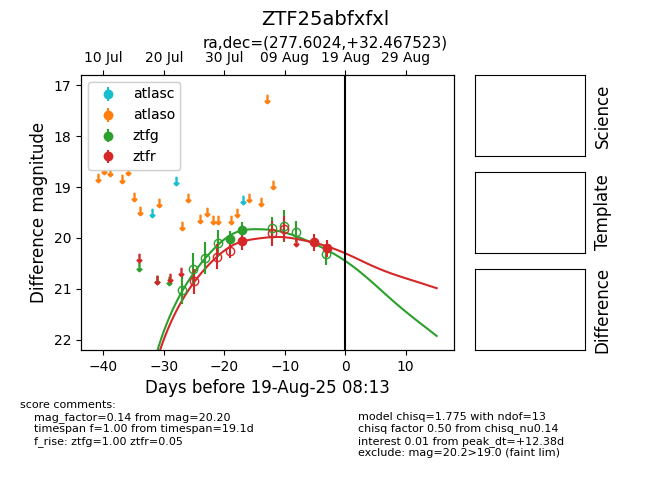 ZTF25abfxfxl
ra,dec=(277.6024,+32.467523)
10 Jul 20 Jul 30 Jul 09 Aug 19 Aug 29 Aug
17
18
19
20
21
22
Difference magnitude
atlasc
atlaso
ztfg
ztfr
−40 −30 −20 −10 0 10
Days before 19-Aug-25 08:13
Science
Template
Difference
score comments:
mag_factor=0.14 from mag=20.20
timespan f=1.00 from timespan=19.1d
f_rise: ztfg=1.00 ztfr=0.05
model chisq=1.775 with ndof=13
chisq factor 0.50 from chisq_nu0.14
interest 0.01 from peak_dt=+12.38d
exclude: mag=20.2>19.0 (faint lim)